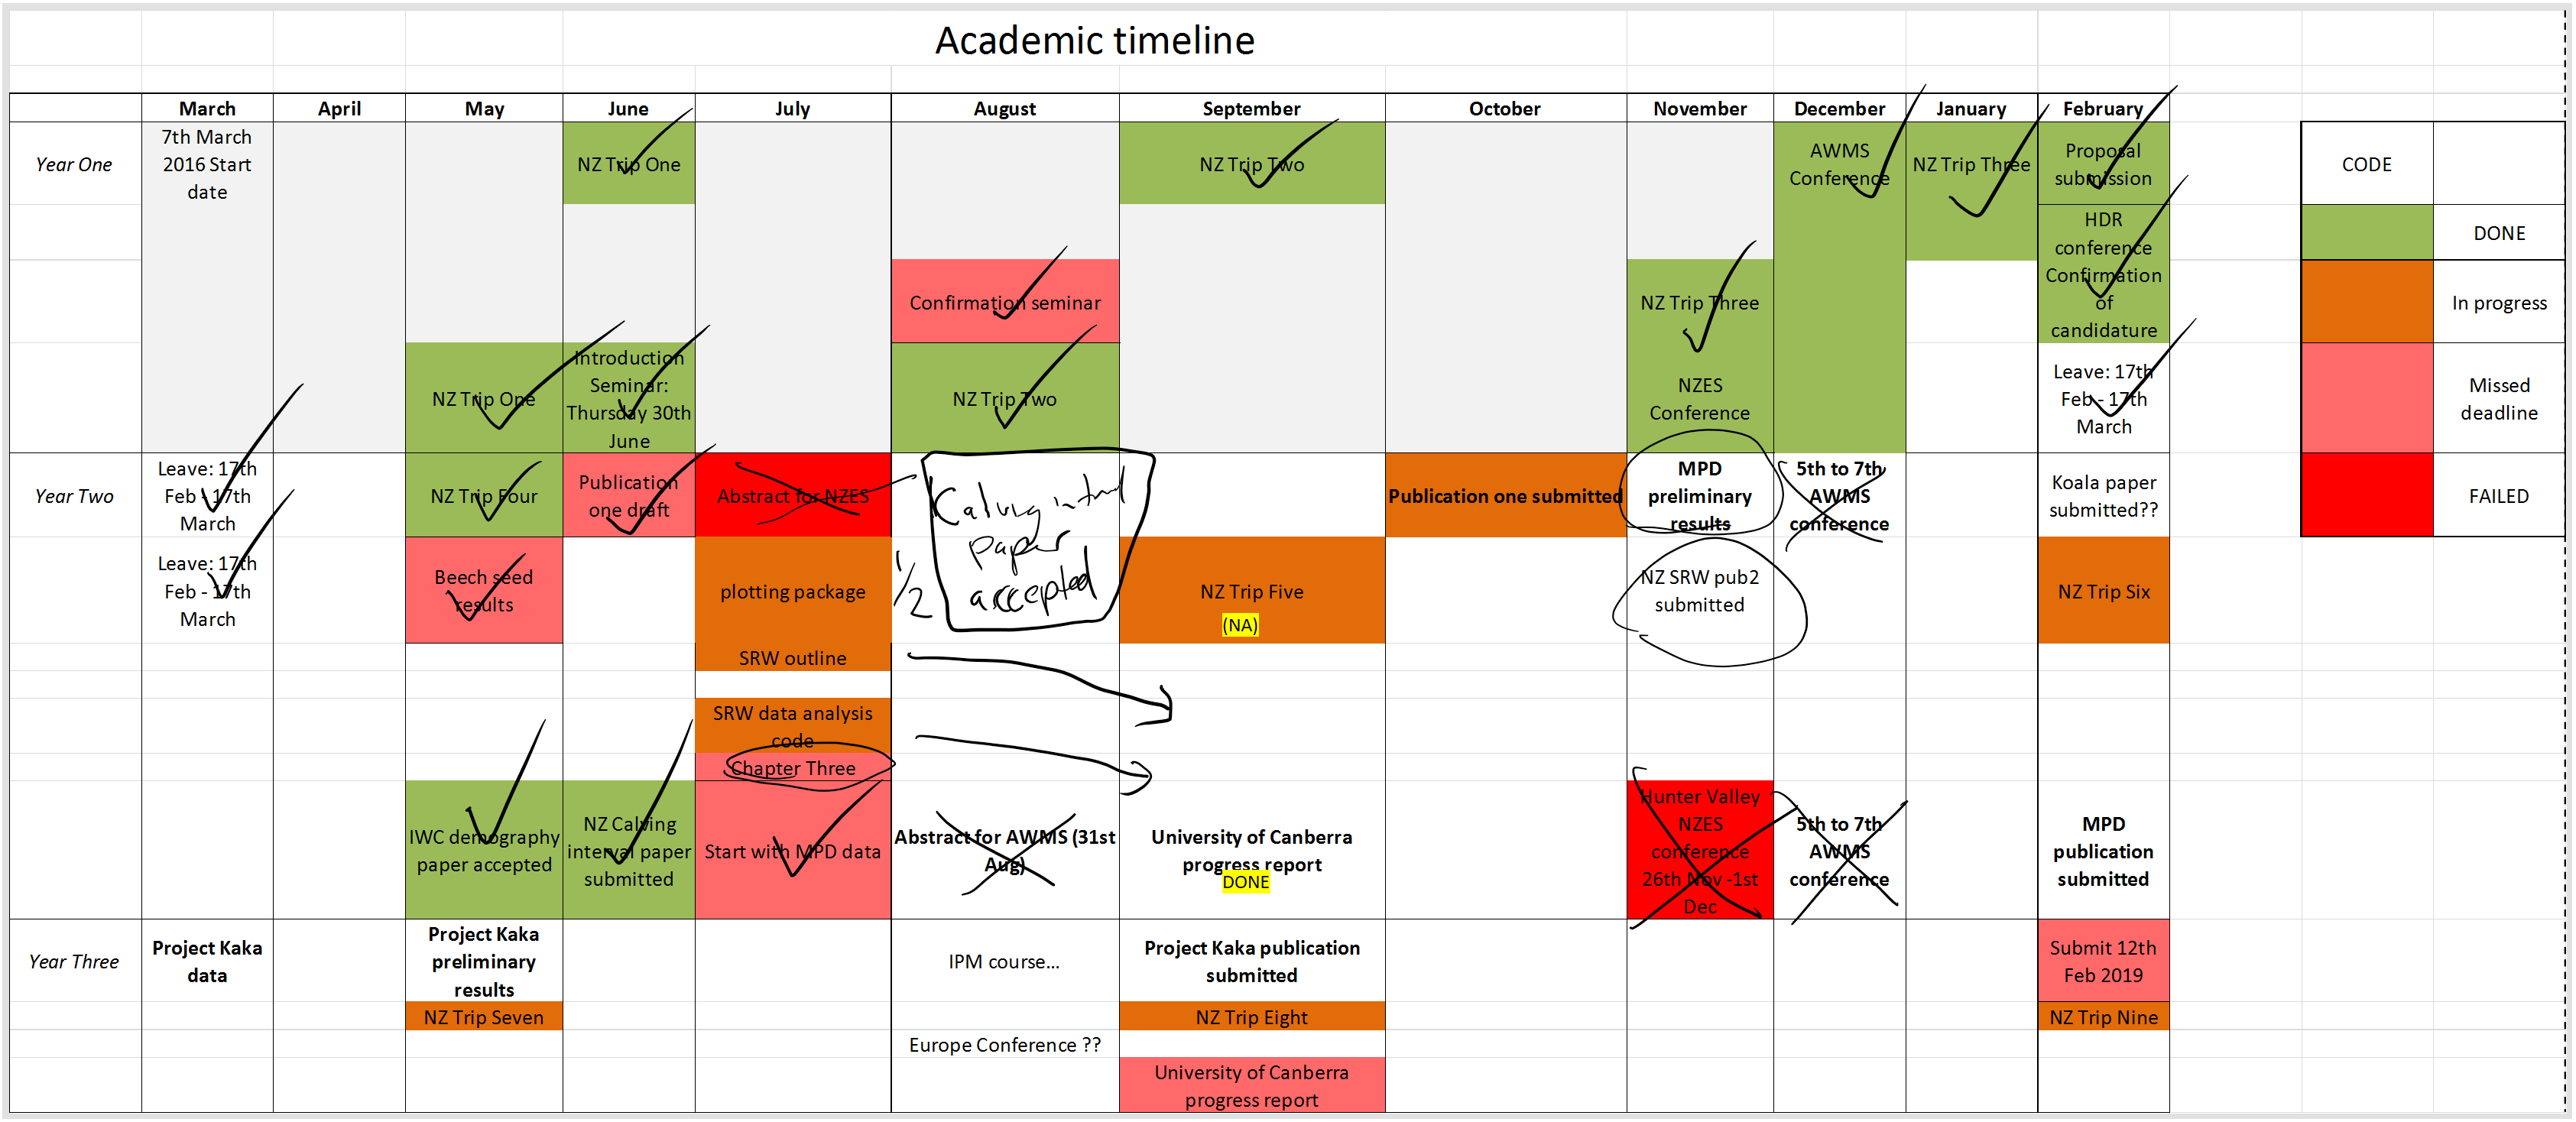 Academic timeline
March April May June July August September October November December January February
Year One
7th March
2016 Start
date
NZ Trip One
NZ Trip Two
AWMS
Conference
NZ Trip Three
Proposal
submission
CODE
HDR
conference
Confirmation
of
candidature
DONE
Confirmation seminar
NZ Trip Three
In progress
NZ Trip One
Introduction
Seminar:
Thursday 30th
June
NZ Trip Two
NZES
Conference
Leave: 17th
Feb - 17th
March
Missed
deadline
Year Two
Leave: 17th
Feb - 17th
March
NZ Trip Four
Publication
one draft
Abstract for NZES
Calving interval
paper
accepted
Publication one submitted
MPD
preliminary
results
5th to 7th
AWMS
conference
Koala paper
submitted??
FAILED
Leave: 17th
Feb - 17th
March
Beech seed
results
plotting package
1/2
NZ Trip Five
(NA)
NZ SRW pub2
submitted
NZ Trip Six
SRW outline
SRW data analysis
code
Chapter Three
IWC demography
paper accepted
NZ Calving
interval paper
submitted
Start with MPD data
Abstract for AWMS (31st
Aug)
University of Canberra
progress report
DONE
Hunter Valley
NZES
conference
26th Nov -1st
Dec
5th to 7th
AWMS
conference
MPD
publication
submitted
Year Three
Project Kaka
data
Project Kaka
preliminary
results
IPM course...
Project Kaka publication
submitted
Submit 12th
Feb 2019
NZ Trip Seven
NZ Trip Eight
NZ Trip Nine
Europe Conference ??
University of Canberra
progress report